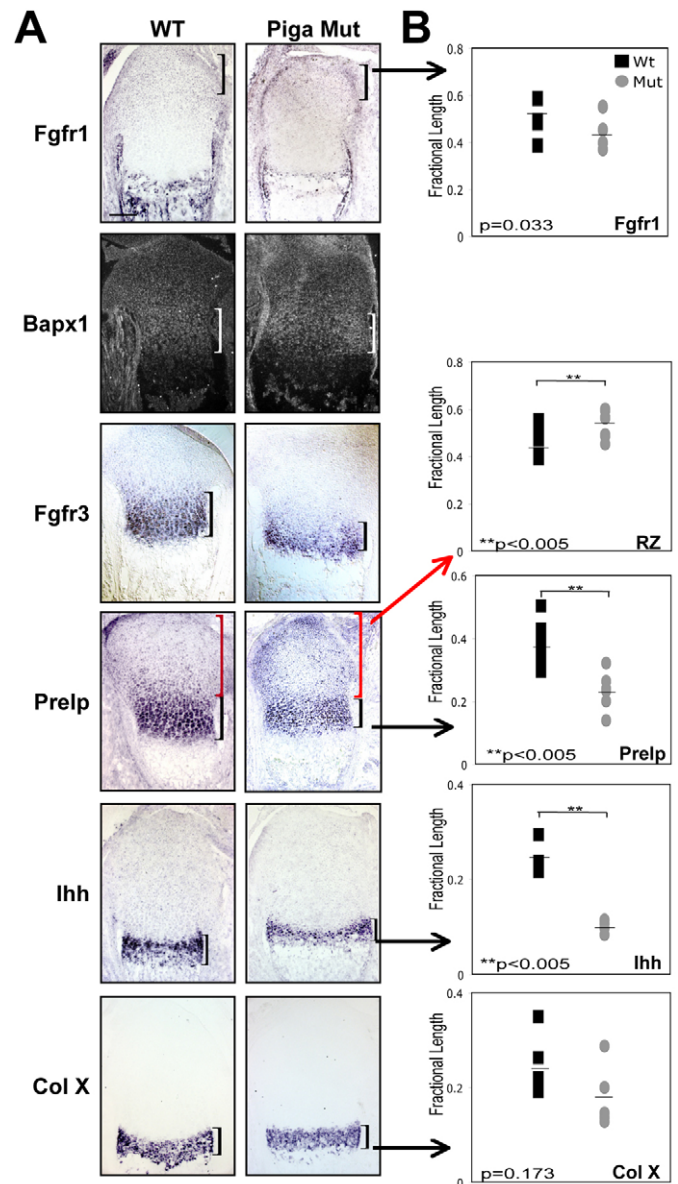 A
WT
Piga Mut
Fgfr1
Bapx1
Fgfr3
Prelp
Ihh
Col X
B
0.8
0.6
0.4
0.2
0
Fractional Length
Wt
Mut
p=0.033
Fgfr1
0.8
0.6
0.4
0.2
0
Fractional Length
**
**p<0.005
RZ
0.6
0.4
0.2
0
Fractional Length
**
**p<0.005
Prelp
0.4
0.2
0
Fractional Length
**
**p<0.005
Ihh
0.4
0.2
0
Fractional Length
p=0.173
Col X